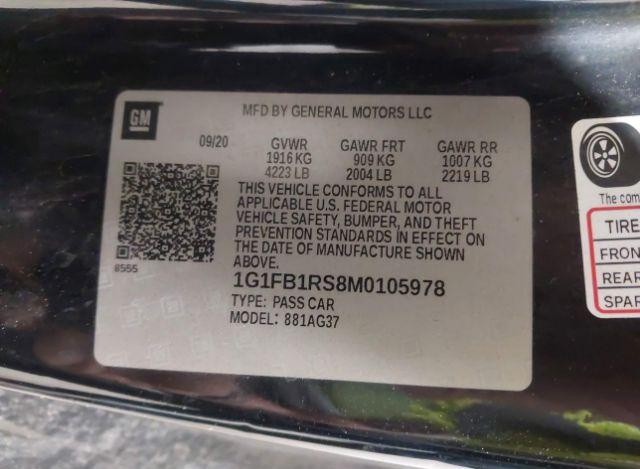 GM
MFD BY GENERAL MOTORS LLC
09/20 GVWR GAWR FRT GAWR RR
1916 KG 909 KG 1007 KG
4223 LB 2004 LB 2219 LB
THIS VEHICLE CONFORMS TO ALL
APPLICABLE U.S. FEDERAL MOTOR
VEHICLE SAFETY, BUMPER, AND THEFT
PREVENTION STANDARDS IN EFFECT ON
THE DATE OF MANUFACTURE SHOWN
ABOVE.
8555
1G1FB1RS8M0105978
TYPE: PASS CAR
MODEL: 881AG37
The com
TIRE
FRON
REAR
SPAR